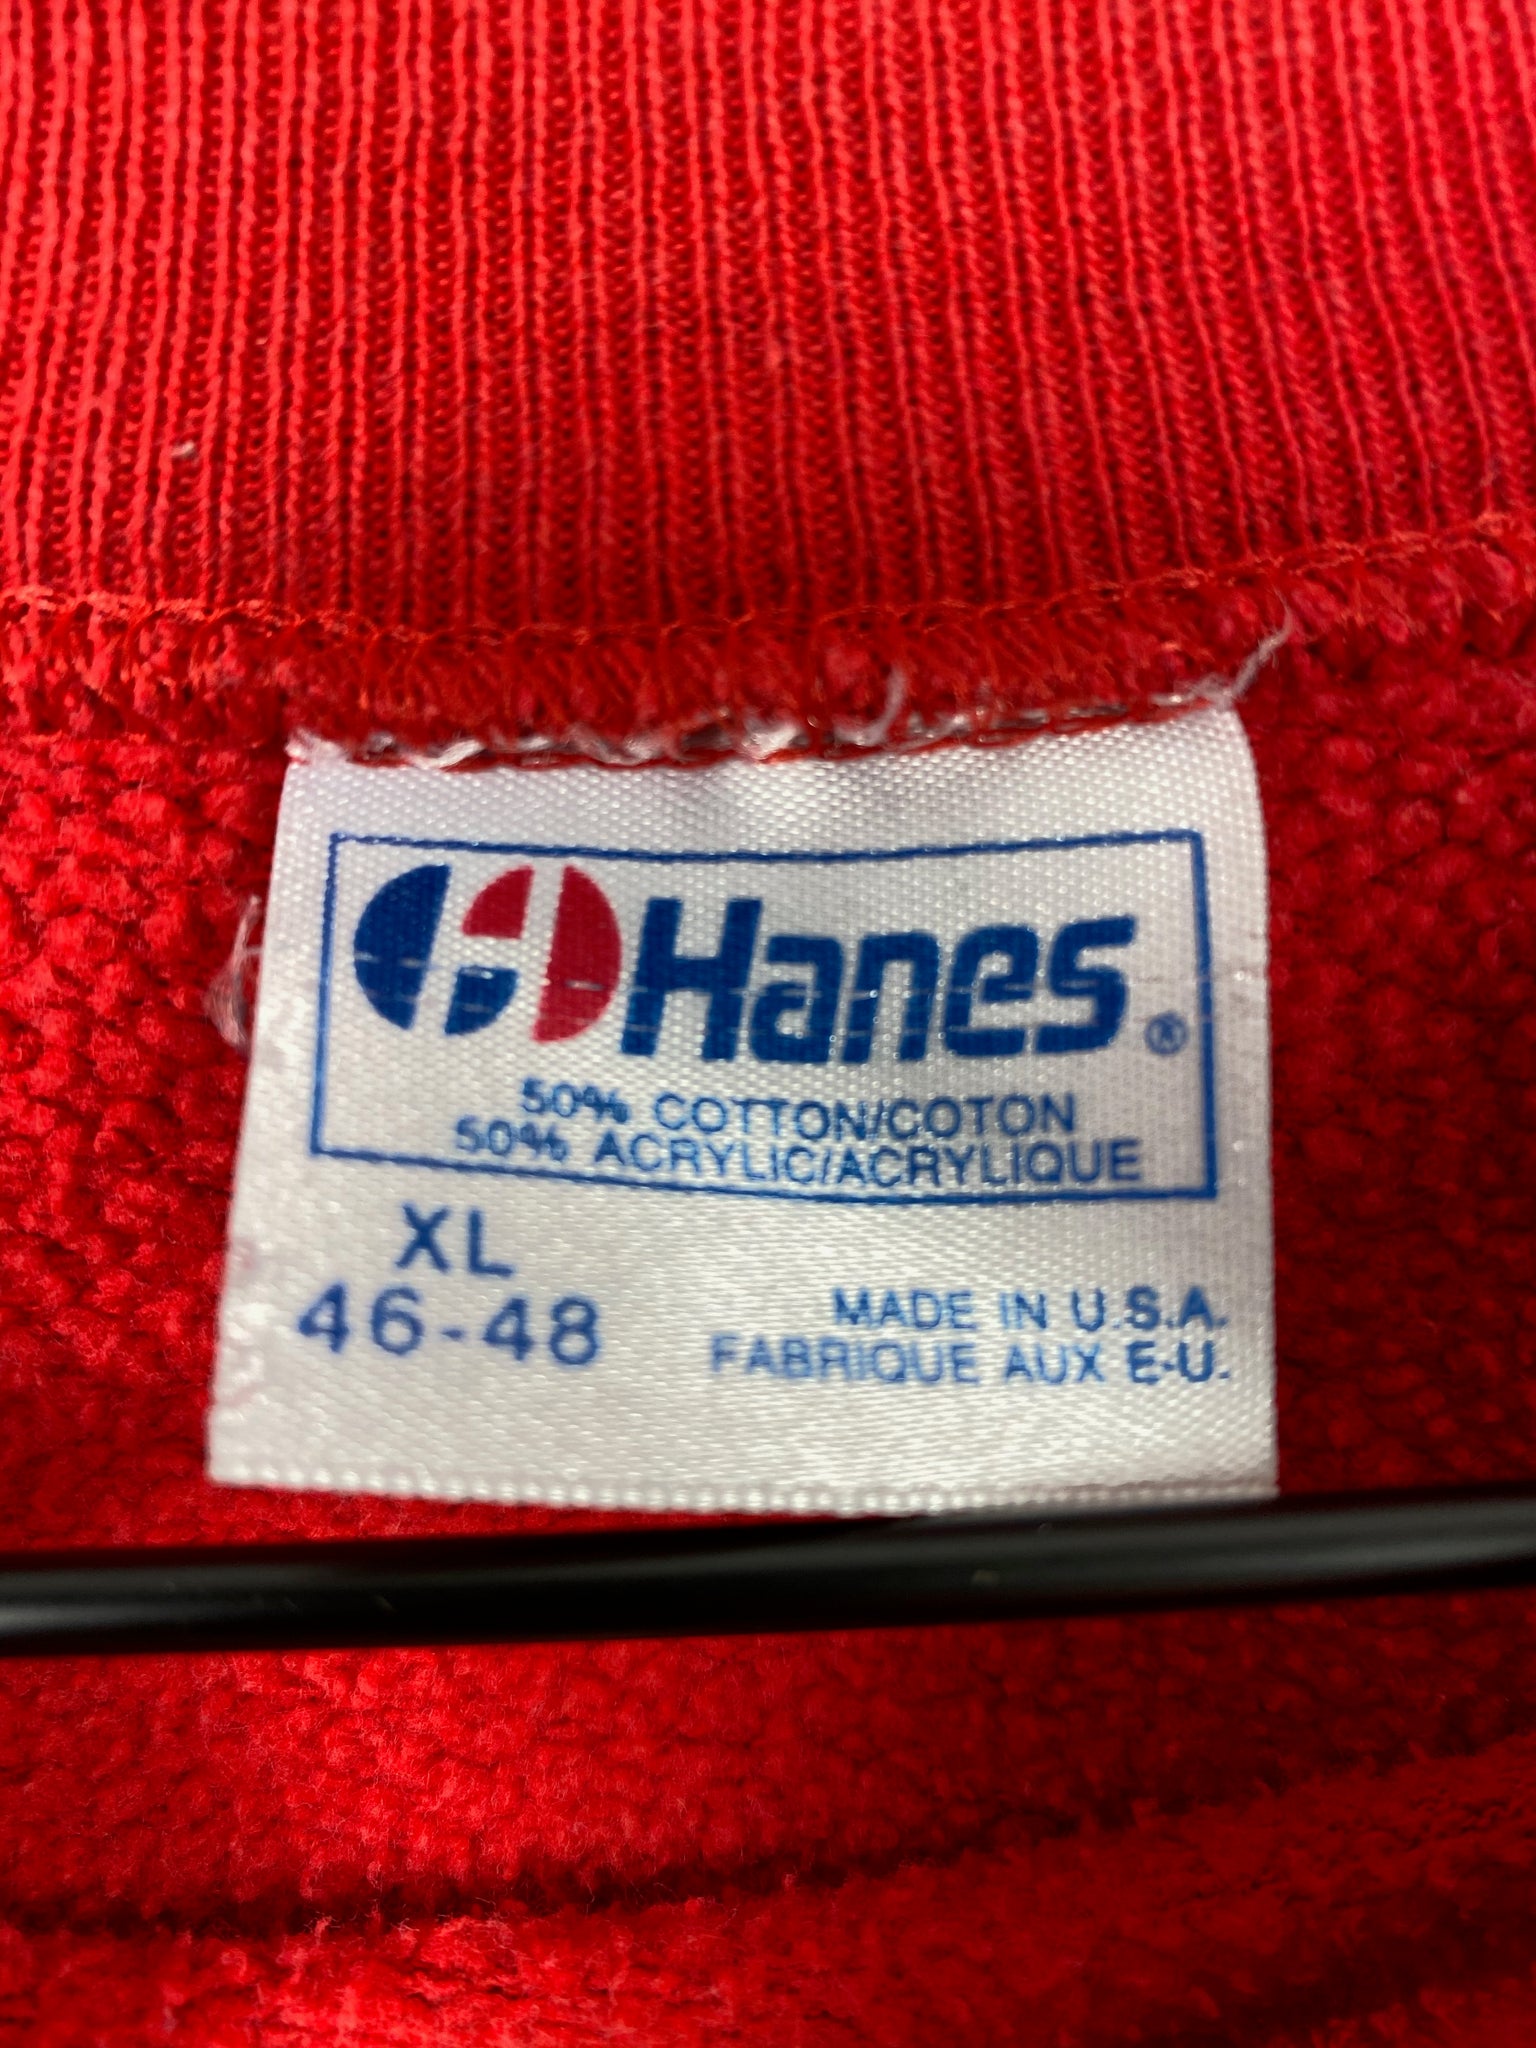 Hanes®
50% COTTON/COTON
50% ACRYLIC/ACRYLIQUE
XL
46-48
MADE IN U.S.A.
FABRIQUE AUX E-U.